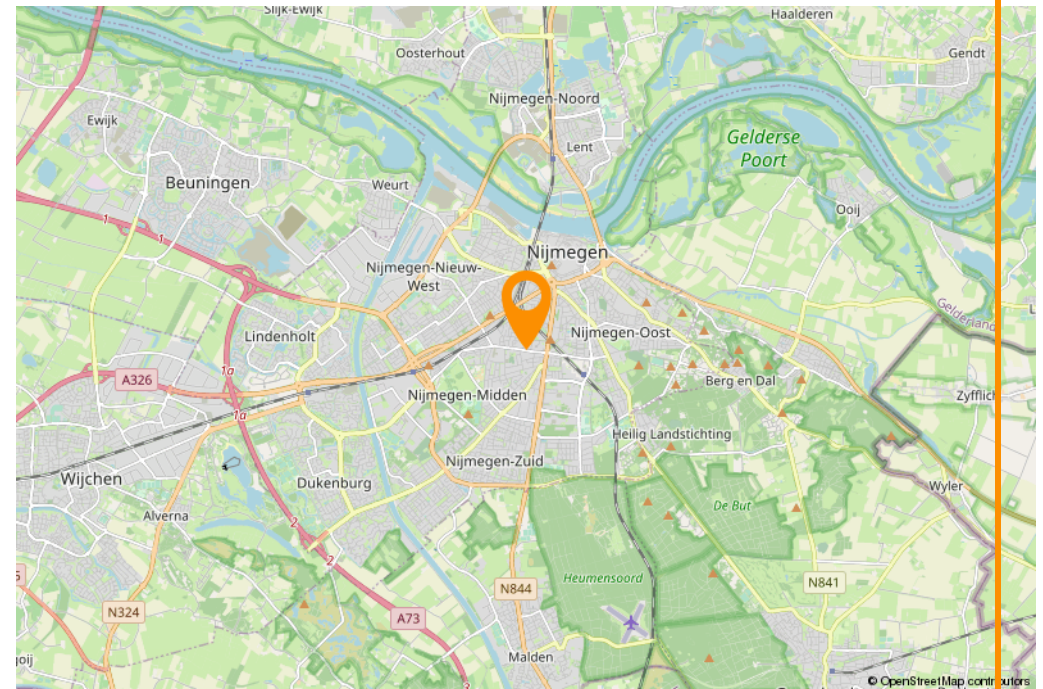 Slijk-Ewijk
Haalderen
Oosterhout
Gendt
Nijmegen-Noord
Ewijk
Lent
Gelderse
Poort
Beuningen
Weurt
Ooij
1
1
Nijmegen
Nijmegen-Nieuw-
West
Gelderland
Lindenholt
Nijmegen-Oost
1a
A326
Berg en Dal
Nijmegen-Midden
Zyfflich
1a
Heilig Landstichting
Nijmegen-Zuid
Wijchen
Dukenburg
Wyler
De But
Alverna
2
2
Heumensoord
N844
N841
N324
A73
Malden
© OpenStreetMap contributors